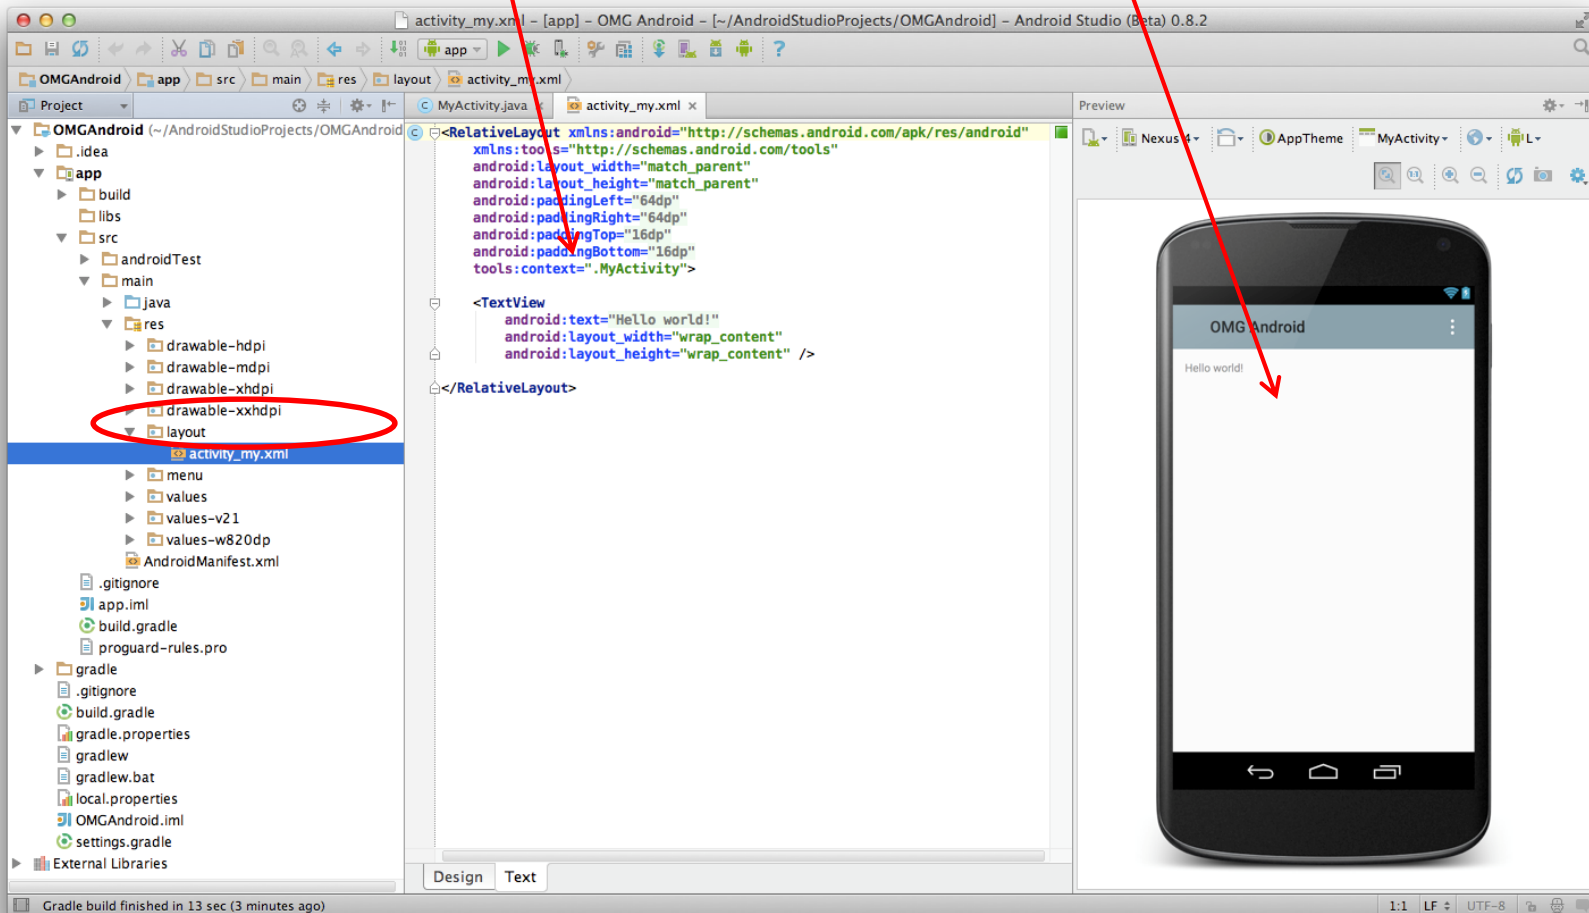 activity_my.xml – [app] – OMG Android – [~/AndroidStudioProjects/OMGAndroid] – Android Studio (Beta) 0.8.2
app
OMGAndroid app src main res layout activity_my.xml
Project
MyActivity.java activity_my.xml
Preview
OMGAndroid (~/AndroidStudioProjects/OMGAndroid
.idea
app
build
libs
src
androidTest
main
java
res
drawable-hdpi
drawable-mdpi
drawable-xhdpi
drawable-xxhdpi
layout
activity_my.xml
menu
values
values-v21
values-w820dp
AndroidManifest.xml
.gitignore
app.iml
build.gradle
proguard-rules.pro
gradle
.gitignore
build.gradle
gradle.properties
gradlew
gradlew.bat
local.properties
OMGAndroid.iml
settings.gradle
External Libraries
<RelativeLayout xmlns:android="http://schemas.android.com/apk/res/android"
xmlns:tools="http://schemas.android.com/tools"
android:layout_width="match_parent"
android:layout_height="match_parent"
android:paddingLeft="64dp"
android:paddingRight="64dp"
android:paddingTop="16dp"
android:paddingBottom="16dp"
tools:context=".MyActivity">
<TextView
android:text="Hello world!"
android:layout_width="wrap_content"
android:layout_height="wrap_content" />
</RelativeLayout>
Design Text
Nexus 4 AppTheme MyActivity L
OMG Android
Hello world!
Gradle build finished in 13 sec (3 minutes ago)
1:1 LF UTF-8